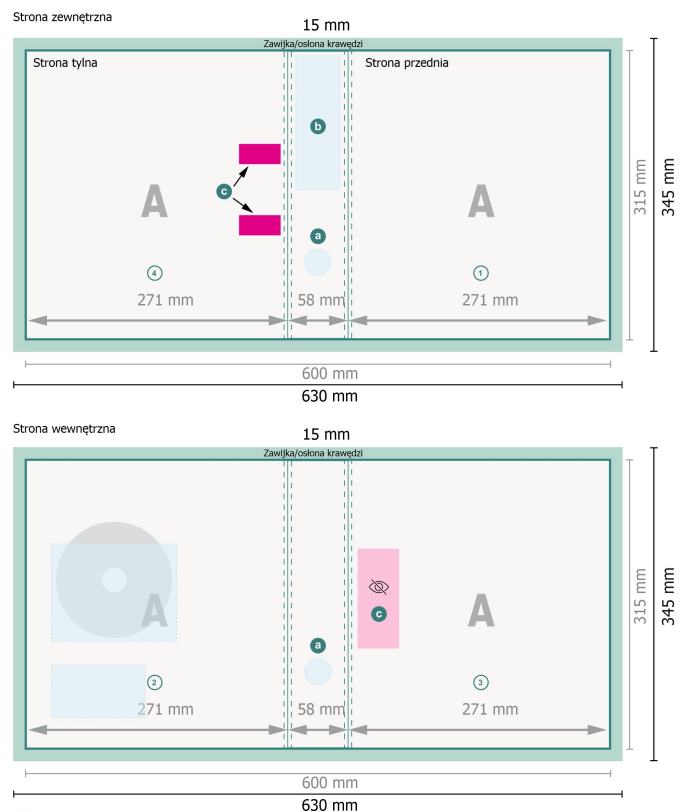 Strona zewnętrzna
15 mm
Zawijka/osłona krawędzi
Strona tylna
Strona przednia
b
c
A
a
A
4
1
271 mm
58 mm
271 mm
315 mm
345 mm
600 mm
630 mm
Strona wewnętrzna
15 mm
Zawijka/osłona krawędzi
A
c
A
a
2
3
271 mm
58 mm
271 mm
315 mm
345 mm
600 mm
630 mm